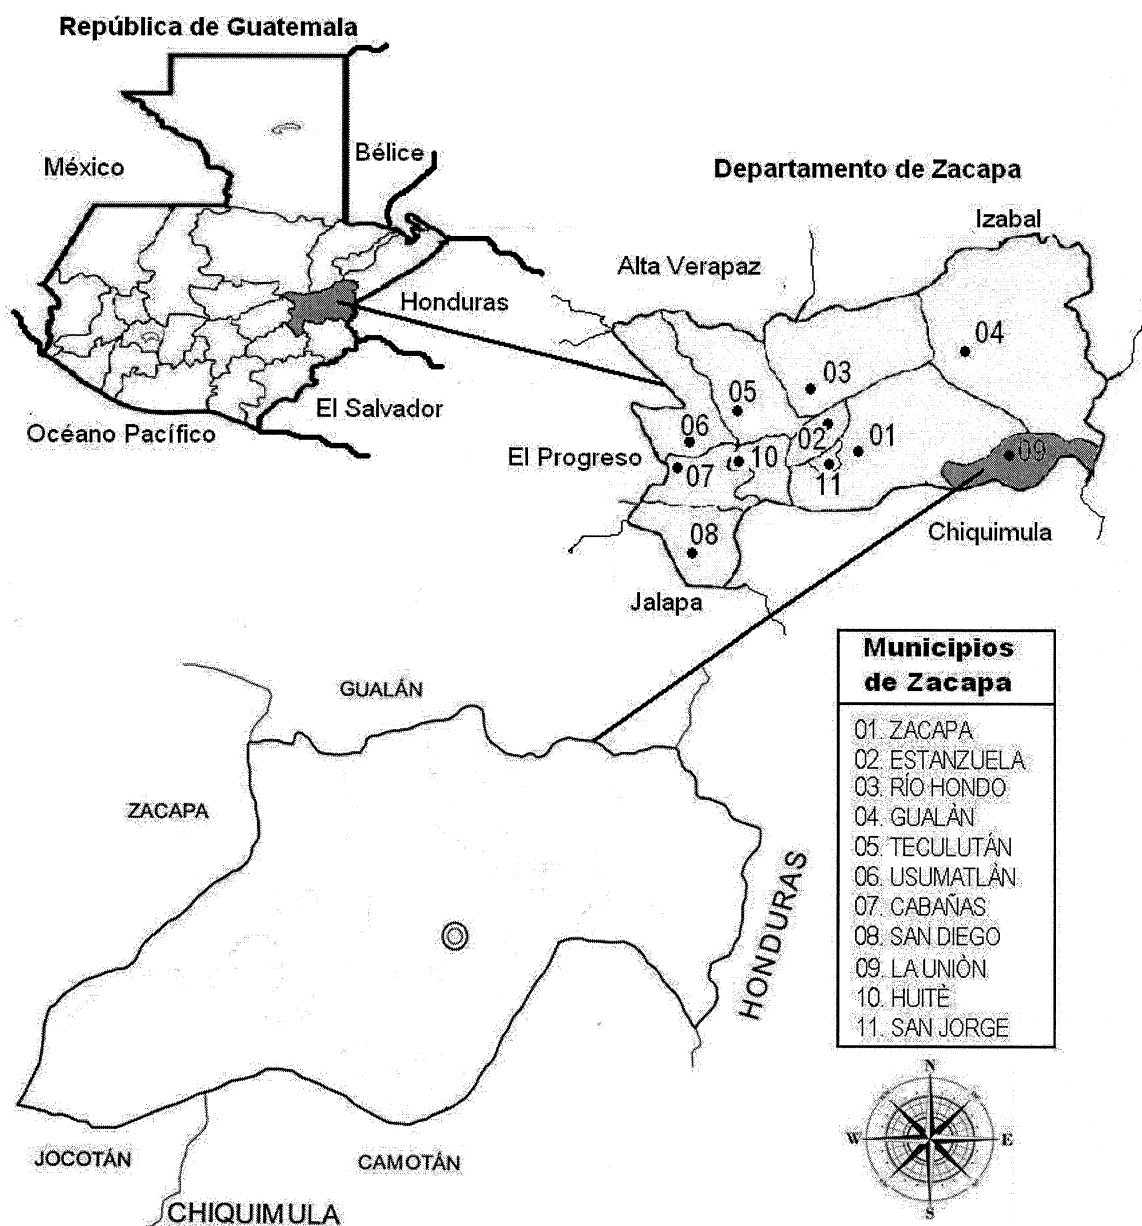 República de Guatemala
México
Bélice
Honduras
El Salvador
Océano Pacífico
Departamento de Zacapa
Izabal
Alta Verapaz
04
03
05
02
01
06
El Progreso
10
07
11
09
08
Chiquimula
Jalapa
Municipios
de Zacapa
01. ZACAPA
02. ESTANZUELA
03. RÍO HONDO
04. GUALÀN
05. TECULUTÁN
06. USUMATLÀN
07. CABAÑAS
08. SAN DIEGO
09. LA UNIÒN
10. HUITÈ
11. SAN JORGE
GUALÁN
ZACAPA
HONDURAS
JOCOTÁN
CAMOTÁN
CHIQUIMULA
N
W
E
S